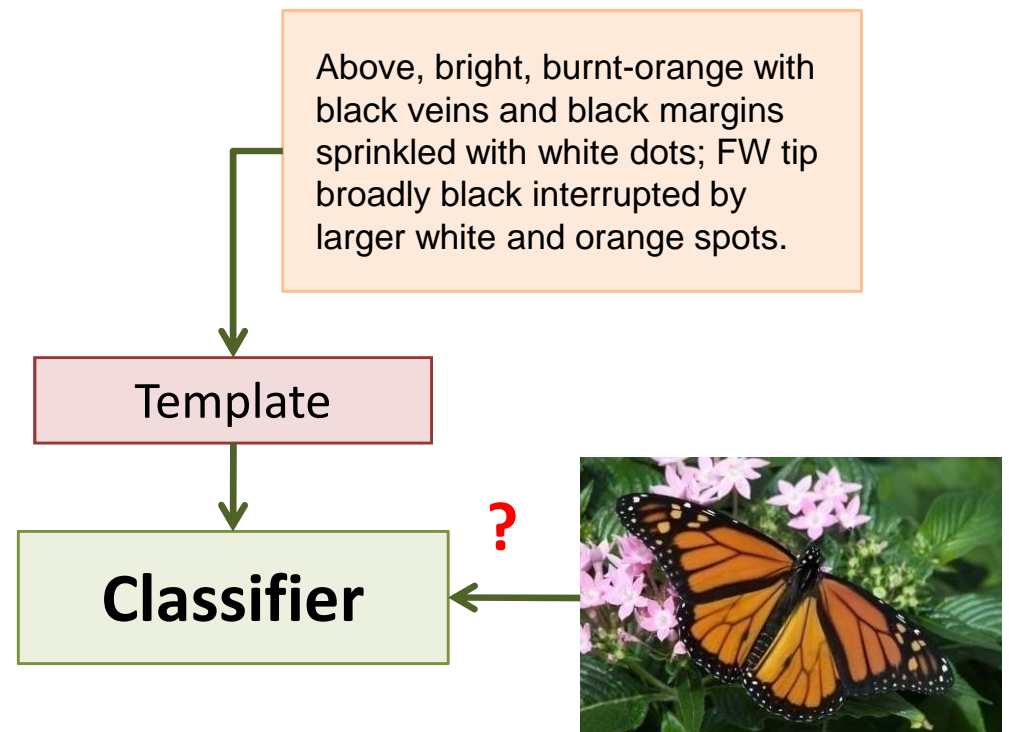 Above, bright, burnt-orange with
black veins and black margins
sprinkled with white dots; FW tip
broadly black interrupted by
larger white and orange spots.
Template
?
Classifier